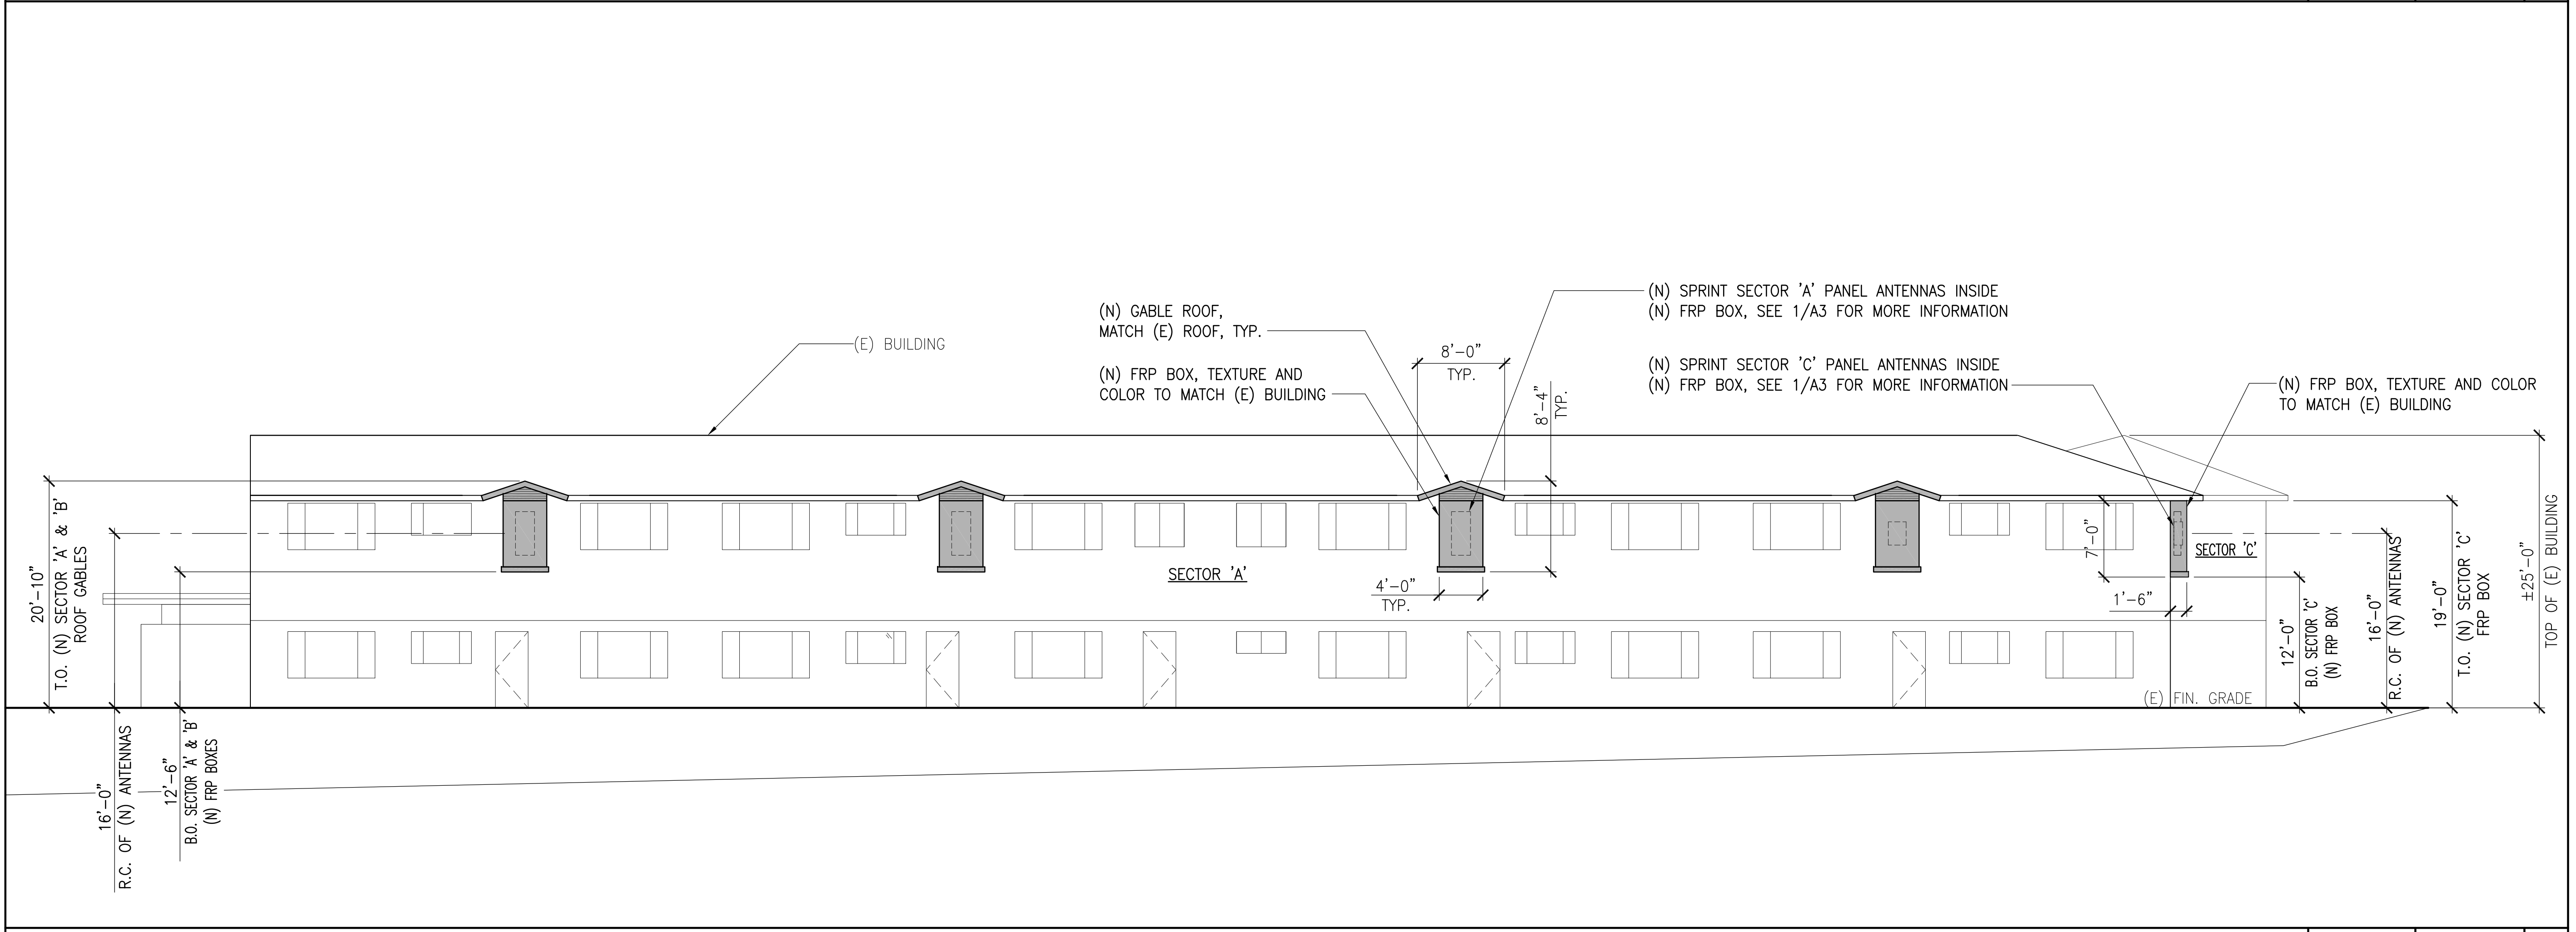 (E) BUILDING
(N) GABLE ROOF,
MATCH (E) ROOF, TYP.
(N) FRP BOX, TEXTURE AND
COLOR TO MATCH (E) BUILDING
8'-0"
TYP.
8'-4"
TYP.
(N) SPRINT SECTOR 'A' PANEL ANTENNAS INSIDE
(N) FRP BOX, SEE 1/A3 FOR MORE INFORMATION
(N) SPRINT SECTOR 'C' PANEL ANTENNAS INSIDE
(N) FRP BOX, SEE 1/A3 FOR MORE INFORMATION
(N) FRP BOX, TEXTURE AND COLOR
TO MATCH (E) BUILDING
20'-10"
T.O. (N) SECTOR 'A' & 'B'
ROOF GABLES
16'-0"
R.C. OF (N) ANTENNAS
12'-6"
B.O. SECTOR 'A' & 'B'
(N) FRP BOXES
SECTOR 'A'
4'-0"
TYP.
7'-0"
1'-6"
SECTOR 'C'
(E) FIN. GRADE
12'-0"
B.O. SECTOR 'C'
(N) FRP BOX
16'-0"
R.C. OF (N) ANTENNAS
19'-0"
T.O. (N) SECTOR 'C'
FRP BOX
±25'-0"
TOP OF (E) BUILDING